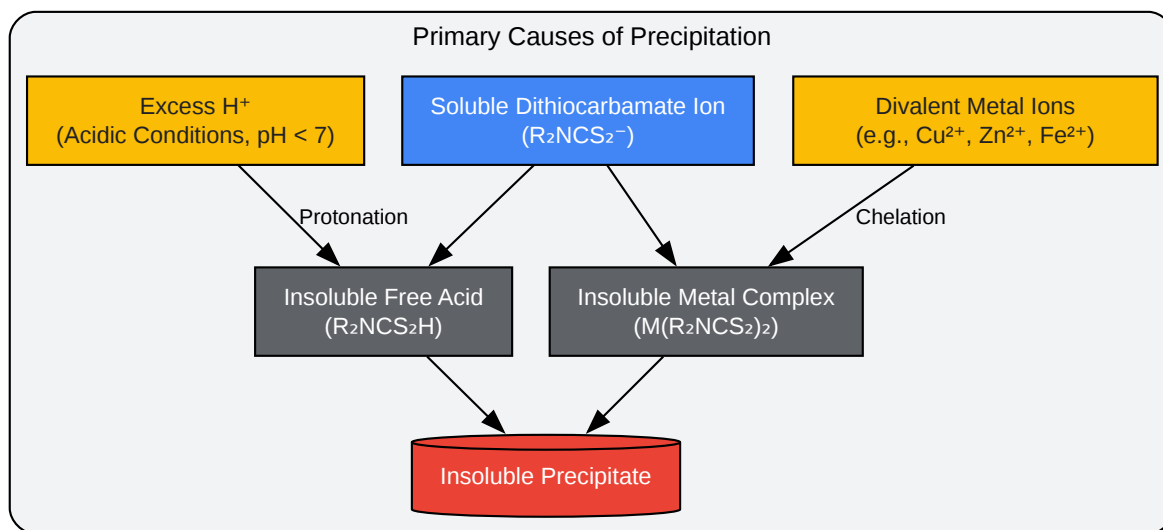 Primary Causes of Precipitation
Excess H⁺
(Acidic Conditions, pH < 7)
Soluble Dithiocarbamate Ion
(R₂NCS₂⁻)
Divalent Metal Ions
(e.g., Cu²⁺, Zn²⁺, Fe²⁺)
Protonation
Chelation
Insoluble Free Acid
(R₂NCS₂H)
Insoluble Metal Complex
(M(R₂NCS₂)₂)
Insoluble Precipitate